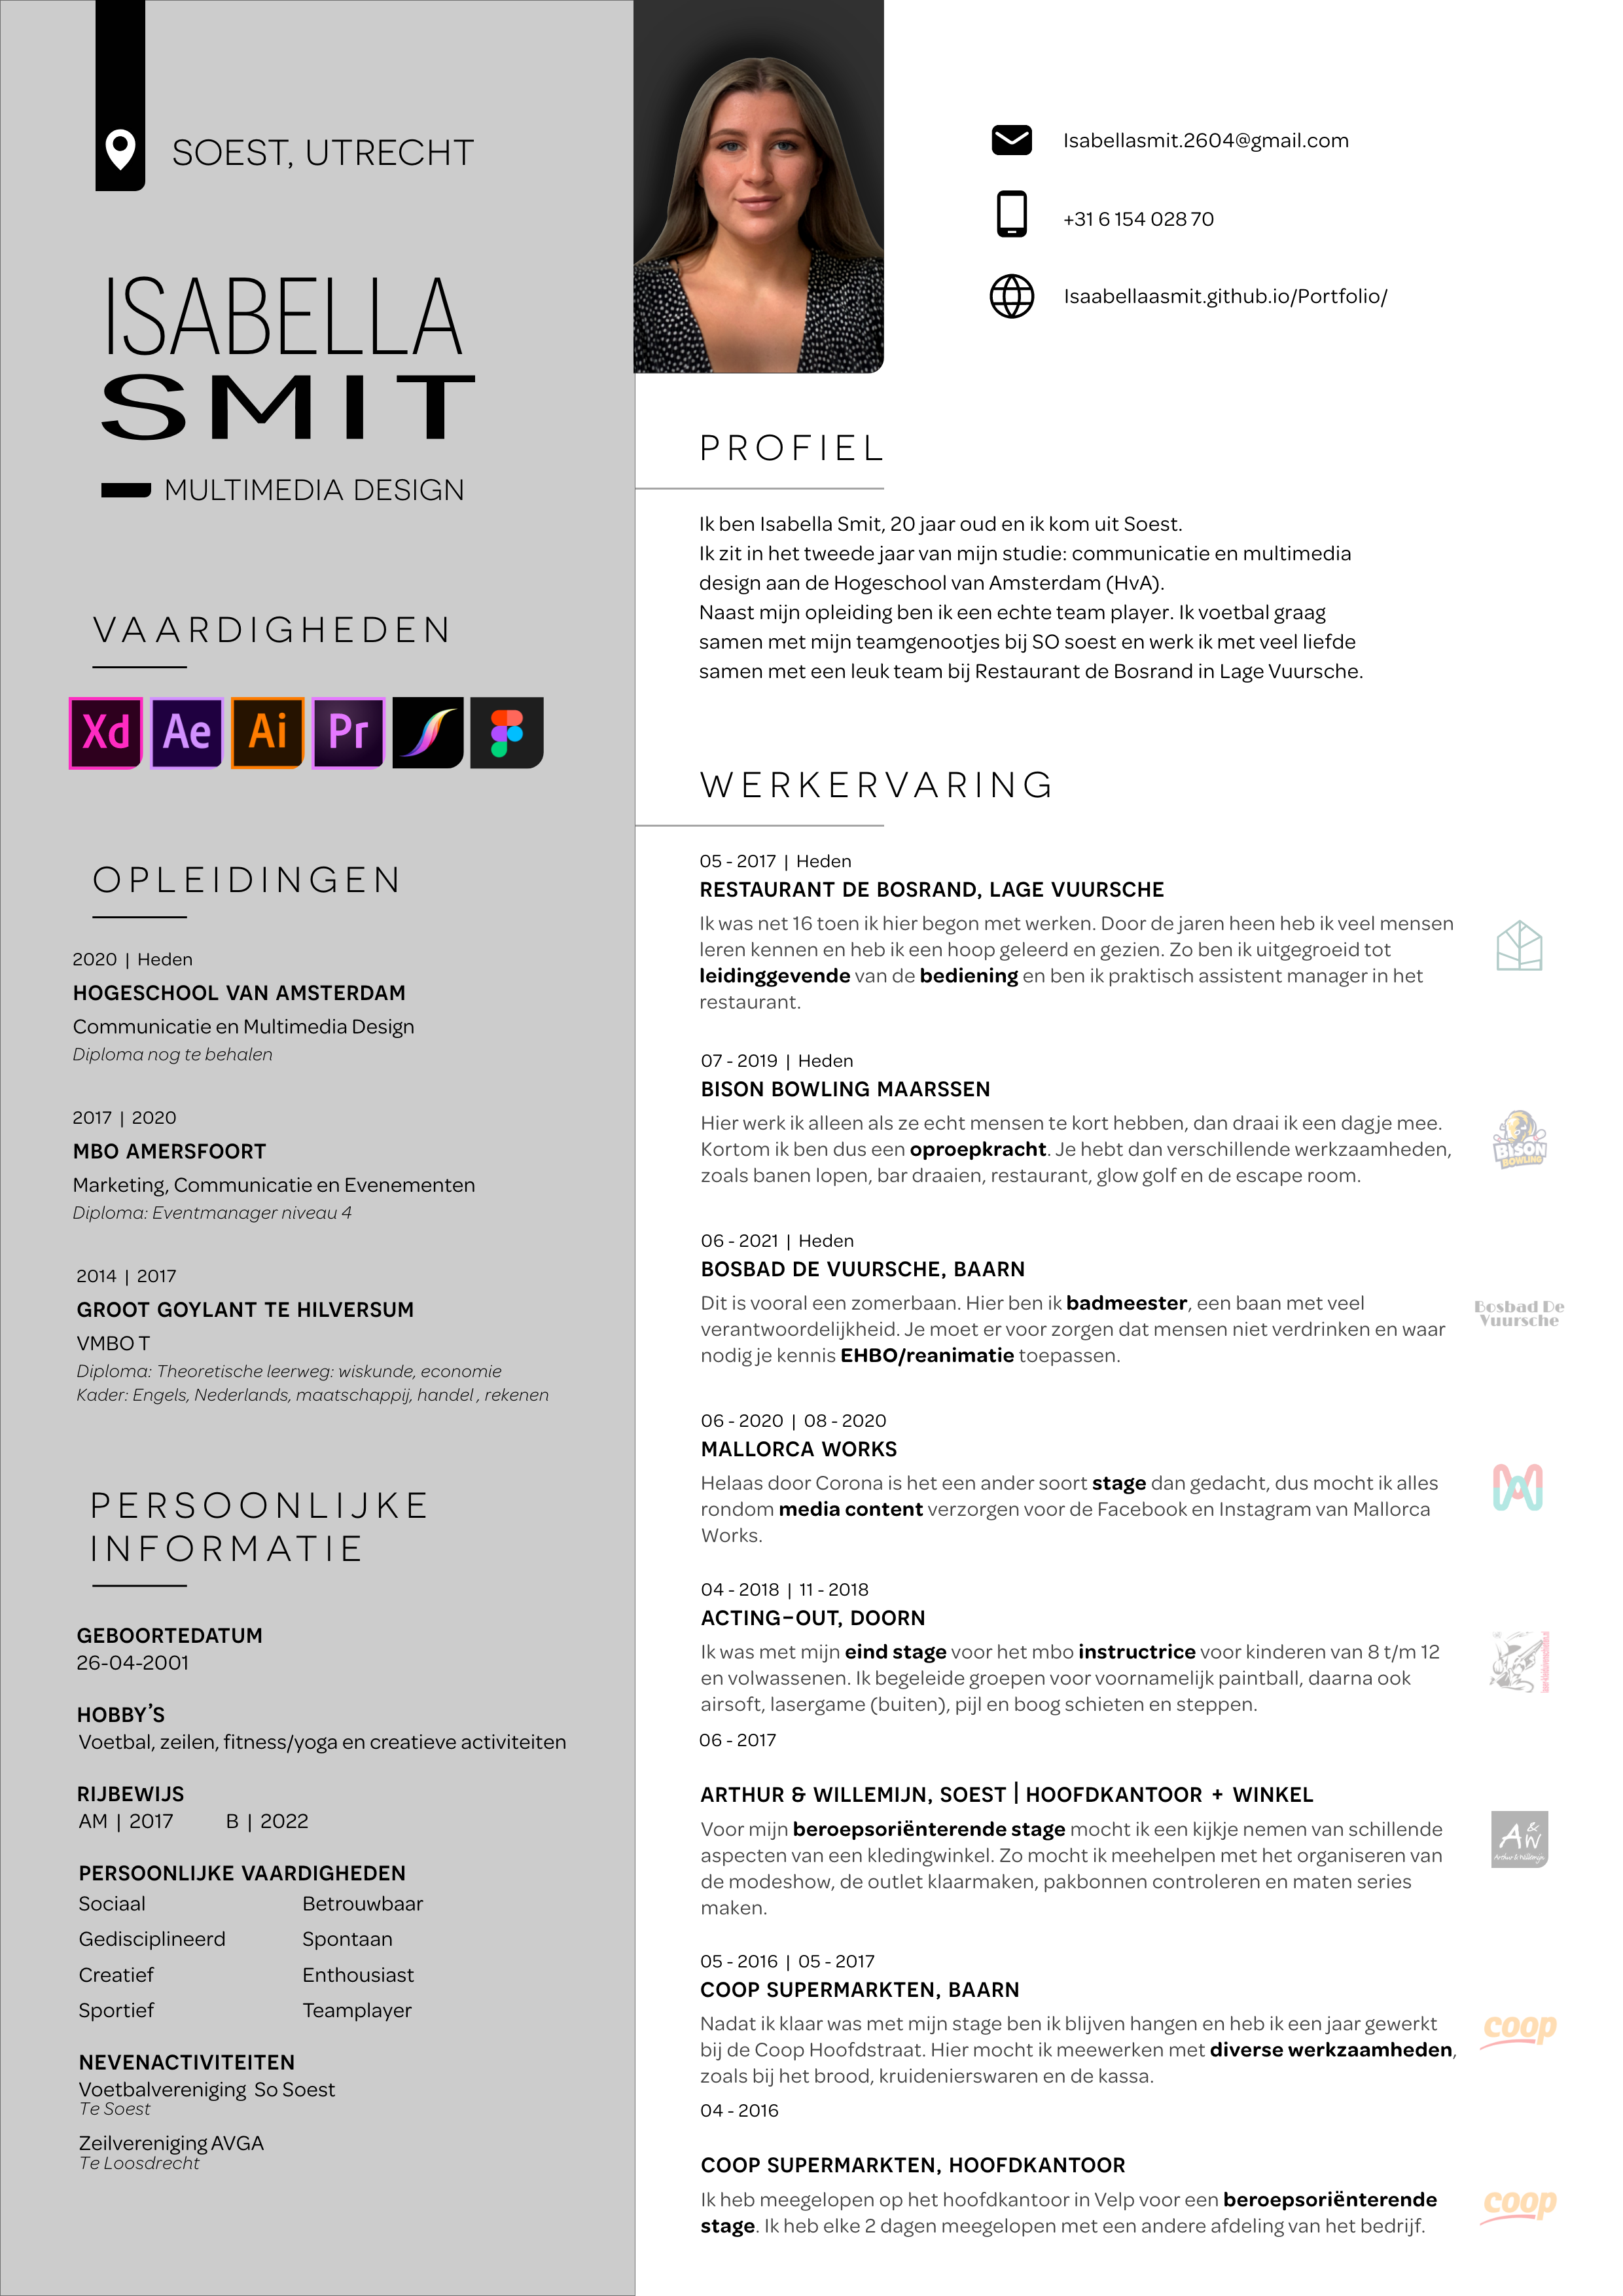 SOEST, UTRECHT
ISABELLA
SMIT
MULTIMEDIA DESIGN
VAARDIGHEDEN
Xd Ae Ai Pr
OPLEIDINGEN
2020 | Heden
HOGESCHOOL VAN AMSTERDAM
Communicatie en Multimedia Design
Diploma nog te behalen
2017 | 2020
MBO AMERSFOORT
Marketing, Communicatie en Evenementen
Diploma: Eventmanager niveau 4
2014 | 2017
GROOT GOYLANT TE HILVERSUM
VMBO T
Diploma: Theoretische leerweg: wiskunde, economie
Kader: Engels, Nederlands, maatschappij, handel , rekenen
PERSOONLIJKE
INFORMATIE
GEBOORTEDATUM
26-04-2001
HOBBY'S
Voetbal, zeilen, fitness/yoga en creatieve activiteiten
RIJBEWIJS
AM | 2017 B | 2022
PERSOONLIJKE VAARDIGHEDEN
Sociaal Betrouwbaar
Gedisciplineerd Spontaan
Creatief Enthousiast
Sportief Teamplayer
NEVENACTIVITEITEN
Voetbalvereniging So Soest
Te Soest
Zeilvereniging AVGA
Te Loosdrecht
Isabellasmit.2604@gmail.com
+31 6 154 028 70
Isaabellaasmit.github.io/Portfolio/
PROFIEL
Ik ben Isabella Smit, 20 jaar oud en ik kom uit Soest.
Ik zit in het tweede jaar van mijn studie: communicatie en multimedia
design aan de Hogeschool van Amsterdam (HvA).
Naast mijn opleiding ben ik een echte team player. Ik voetbal graag
samen met mijn teamgenootjes bij SO soest en werk ik met veel liefde
samen met een leuk team bij Restaurant de Bosrand in Lage Vuursche.
WERKERVARING
05 - 2017 | Heden
RESTAURANT DE BOSRAND, LAGE VUURSCHE
Ik was net 16 toen ik hier begon met werken. Door de jaren heen heb ik veel mensen
leren kennen en heb ik een hoop geleerd en gezien. Zo ben ik uitgegroeid tot
leidinggevende van de bediening en ben ik praktisch assistent manager in het
restaurant.
07 - 2019 | Heden
BISON BOWLING MAARSSEN
Hier werk ik alleen als ze echt mensen te kort hebben, dan draai ik een dagje mee.
Kortom ik ben dus een oproepkracht. Je hebt dan verschillende werkzaamheden,
zoals banen lopen, bar draaien, restaurant, glow golf en de escape room.
BISON
BOWLING
06 - 2021 | Heden
BOSBAD DE VUURSCHE, BAARN
Dit is vooral een zomerbaan. Hier ben ik badmeester, een baan met veel
verantwoordelijkheid. Je moet er voor zorgen dat mensen niet verdrinken en waar
nodig je kennis EHBO/reanimatie toepassen.
Bosbad De
Vuursche
06 - 2020 | 08 - 2020
MALLORCA WORKS
Helaas door Corona is het een ander soort stage dan gedacht, dus mocht ik alles
rondom media content verzorgen voor de Facebook en Instagram van Mallorca
Works.
04 - 2018 | 11 - 2018
ACTING-OUT, DOORN
Ik was met mijn eind stage voor het mbo instructrice voor kinderen van 8 t/m 12
en volwassenen. Ik begeleide groepen voor voornamelijk paintball, daarna ook
airsoft, lasergame (buiten), pijl en boog schieten en steppen.
06 - 2017
ARTHUR & WILLEMIJN, SOEST | HOOFDKANTOOR + WINKEL
Voor mijn beroepsoriënterende stage mocht ik een kijkje nemen van schillende
aspecten van een kledingwinkel. Zo mocht ik meehelpen met het organiseren van
de modeshow, de outlet klaarmaken, pakbonnen controleren en maten series
maken.
A&W
Arthur & Willemijn
05 - 2016 | 05 - 2017
COOP SUPERMARKTEN, BAARN
Nadat ik klaar was met mijn stage ben ik blijven hangen en heb ik een jaar gewerkt
bij de Coop Hoofdstraat. Hier mocht ik meewerken met diverse werkzaamheden,
zoals bij het brood, kruidenierswaren en de kassa.
coop
04 - 2016
COOP SUPERMARKTEN, HOOFDKANTOOR
Ik heb meegelopen op het hoofdkantoor in Velp voor een beroepsoriënterende
stage. Ik heb elke 2 dagen meegelopen met een andere afdeling van het bedrijf.
coop